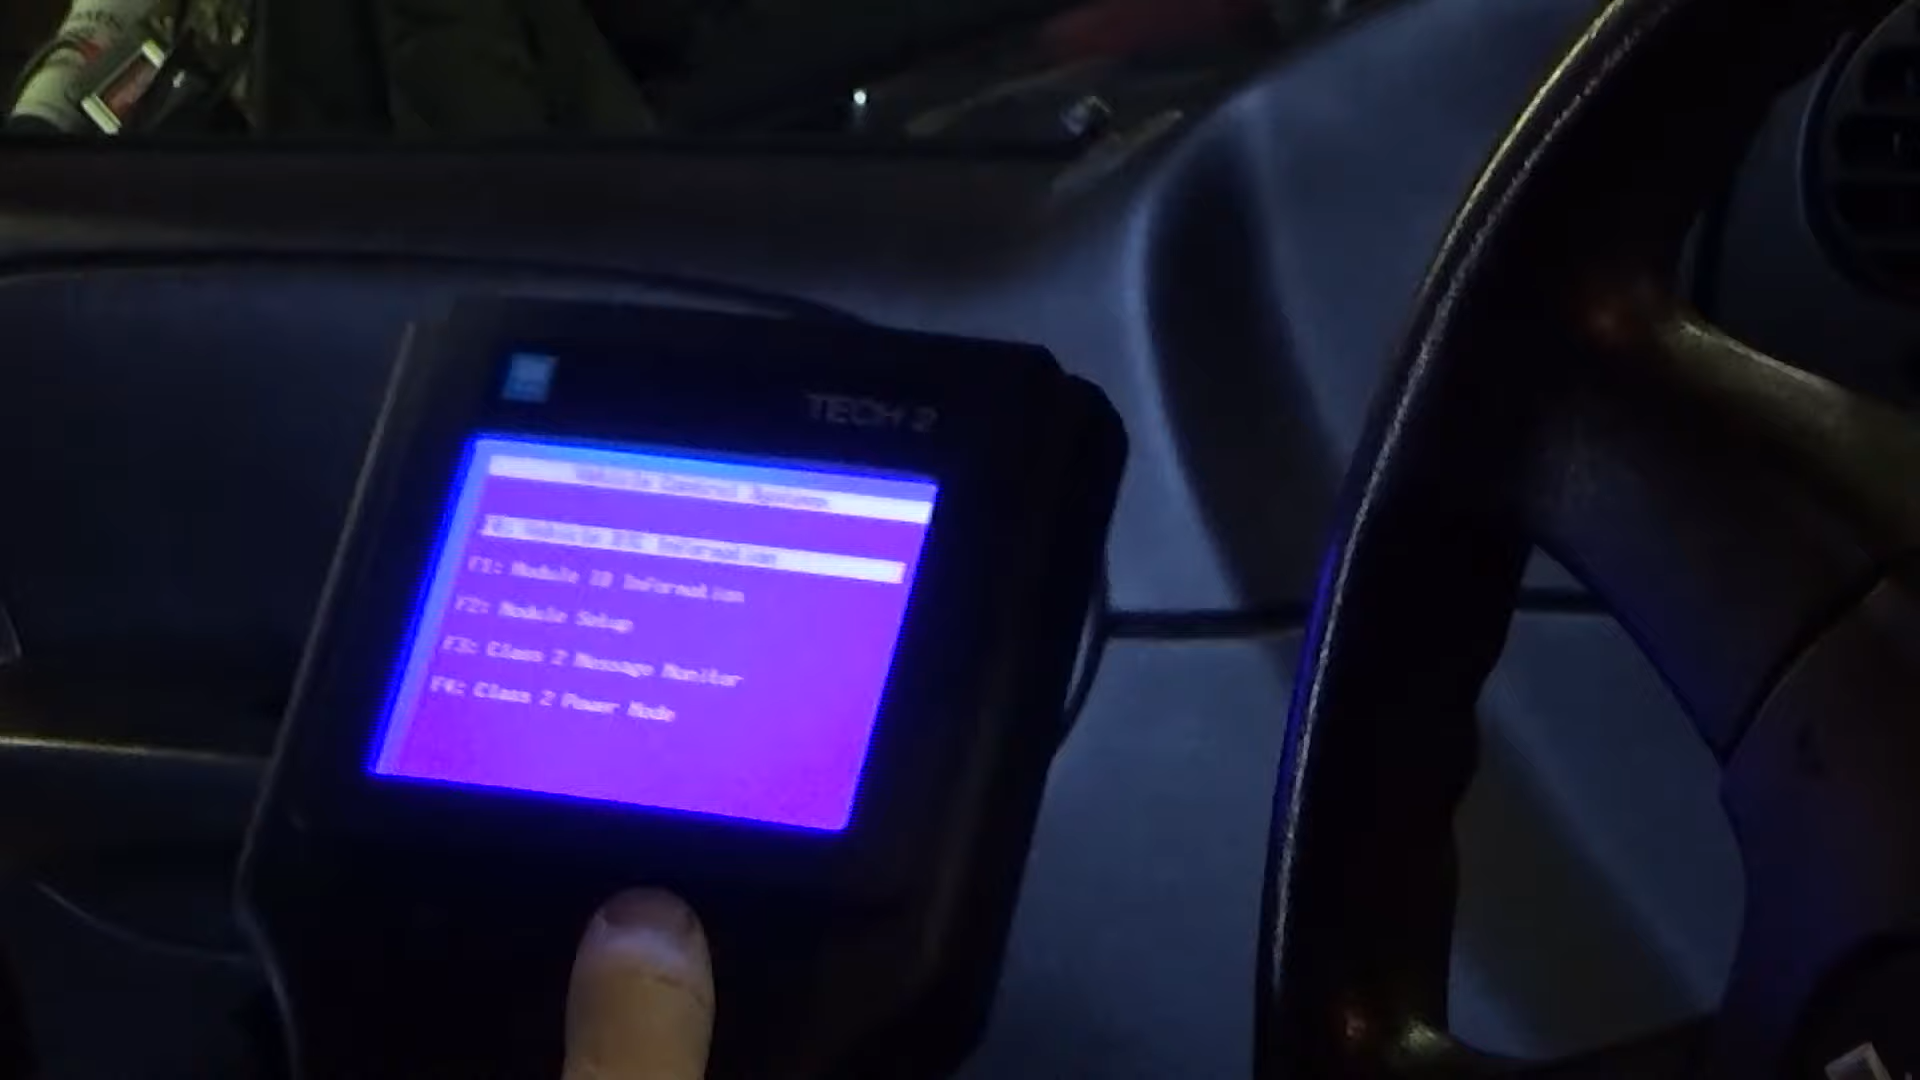 TECH 2
Vehicle Control Systems
F0: Vehicle DTC Information
F1: Module ID Information
F2: Module Setup
F3: Class 2 Message Monitor
F4: Class 2 Power Mode